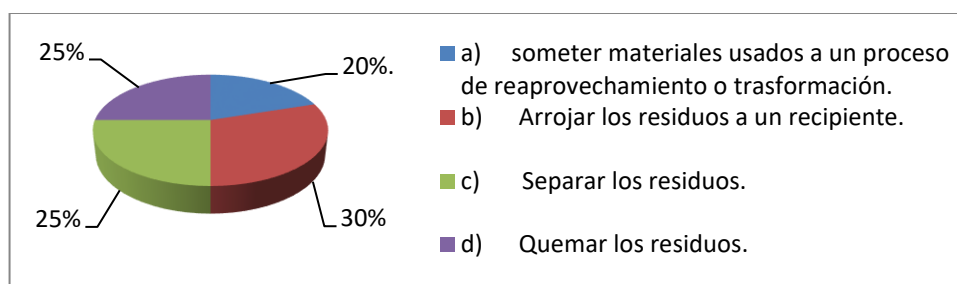 25%
20%.
25%
30%
a) someter materiales usados a un proceso
de reaprovechamiento o trasformación.
b) Arrojar los residuos a un recipiente.
c) Separar los residuos.
d) Quemar los residuos.